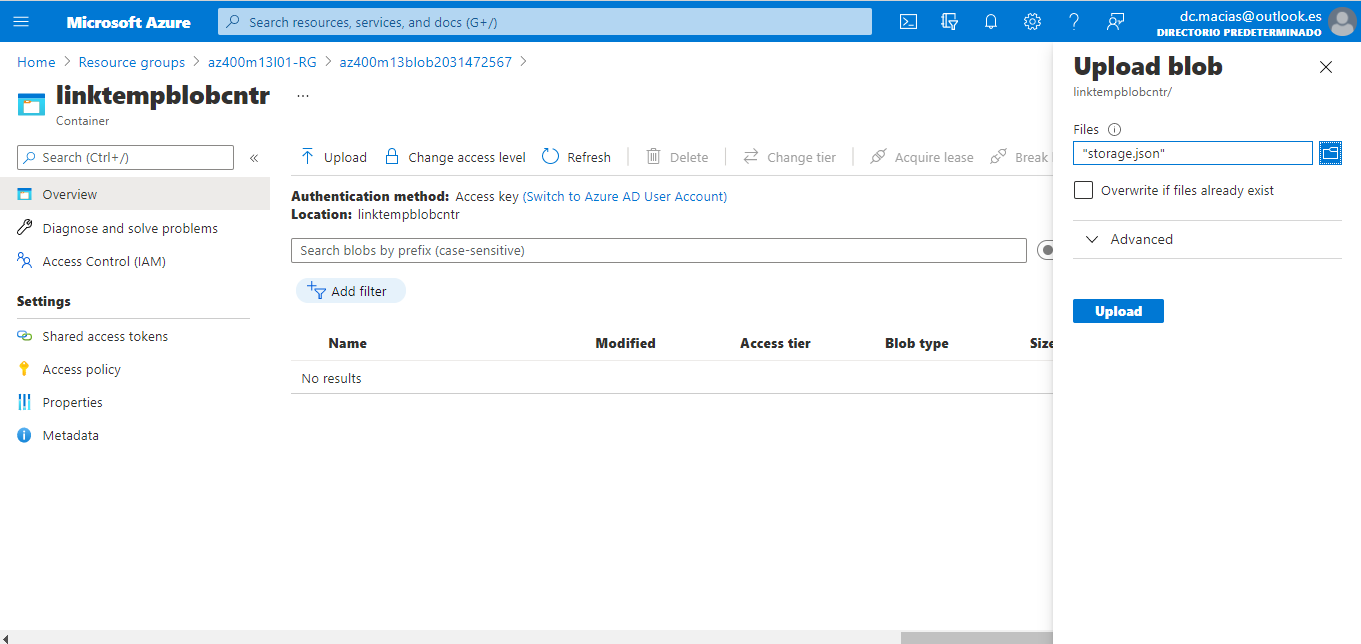 Microsoft Azure
Search resources, services, and docs (G+/)
dc.macias@outlook.es
DIRECTORIO PREDETERMINADO
Home > Resource groups > az400m13l01-RG > az400m13blob2031472567 >
linktempblobcntr ...
Container
Search (Ctrl+/)
«
Overview
Diagnose and solve problems
Access Control (IAM)
Settings
Shared access tokens
Access policy
Properties
Metadata
Upload Change access level Refresh Delete Change tier Acquire lease Break
Authentication method: Access key (Switch to Azure AD User Account)
Location: linktempblobcntr
Search blobs by prefix (case-sensitive)
Add filter
Name Modified Access tier Blob type Size
No results
Upload blob
linktempblobcntr/
Files
"storage.json"
Overwrite if files already exist
Advanced
Upload